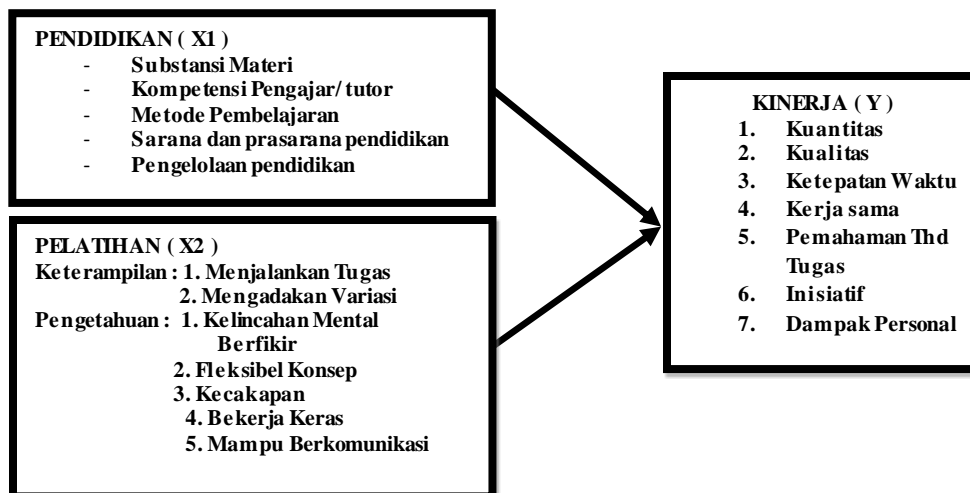 PENDIDIKAN ( X1 )
- Substansi Materi
- Kompetensi Pengajar/ tutor
- Metode Pembelajaran
- Sarana dan prasarana pendidikan
- Pengelolaan pendidikan
PELATIHAN ( X2 )
Keterampilan : 1. Menjalankan Tugas
2. Mengadakan Variasi
Pengetahuan : 1. Kelincahan Mental
Berfikir
2. Fleksibel Konsep
3. Kecakapan
4. Bekerja Keras
5. Mampu Berkomunikasi
KINERJA ( Y )
1. Kuantitas
2. Kualitas
3. Ketepatan Waktu
4. Kerja sama
5. Pemahaman Thd
Tugas
6. Inisiatif
7. Dampak Personal